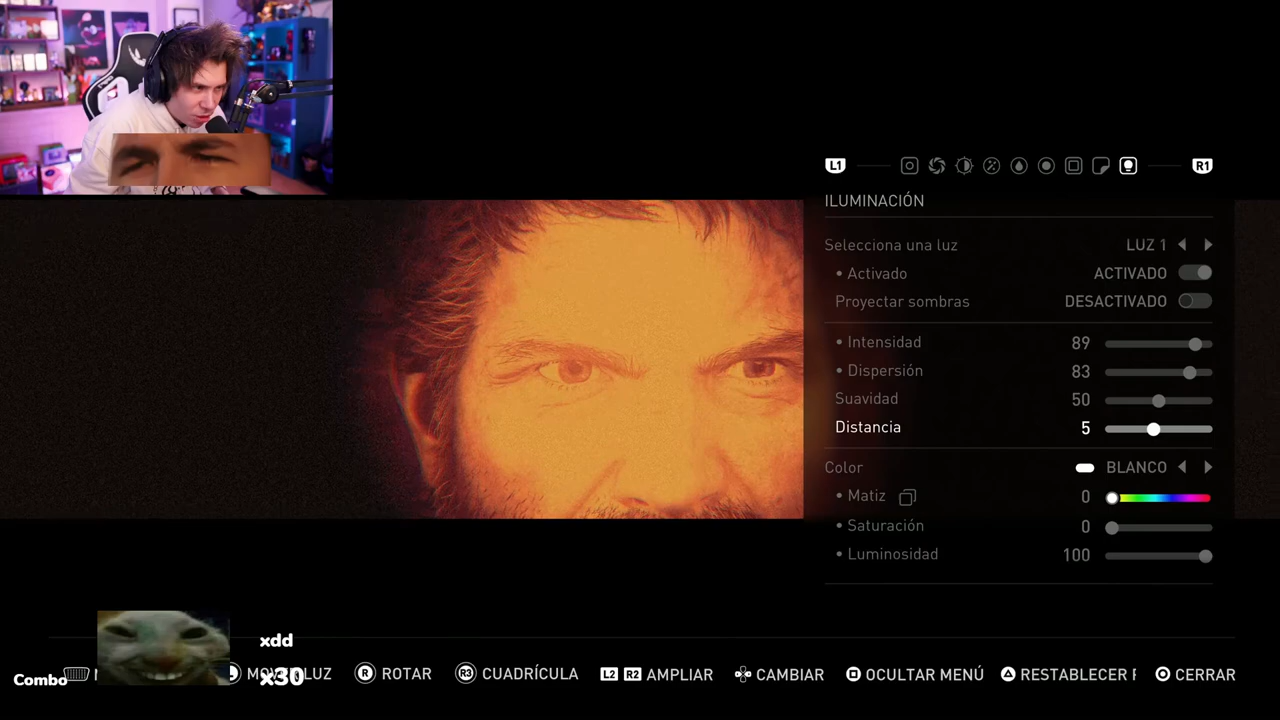 L1 R1
ILUMINACIÓN
Selecciona una luz LUZ 1
• Activado ACTIVADO
Proyectar sombras DESACTIVADO
• Intensidad 89
• Dispersión 83
Suavidad 50
Distancia 5
Color BLANCO
• Matiz 0
• Saturación 0
• Luminosidad 100
xdd
Combo x30
R ROTAR R3 CUADRÍCULA L2 R2 AMPLIAR CAMBIAR OCULTAR MENÚ RESTABLECER CERRAR